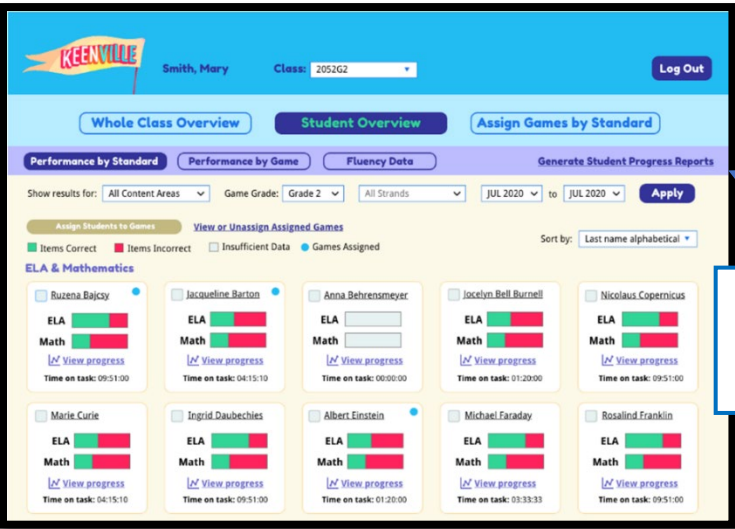 KEENVILLE
Smith, Mary Class: 2052G2 Log Out
Whole Class Overview Student Overview Assign Games by Standard
Performance by Standard Performance by Game Fluency Data Generate Student Progress Reports
Show results for: All Content Areas Game Grade: Grade 2 All Strands JUL 2020 to JUL 2020 Apply
Assign Students to Games View or Unassign Assigned Games
Items Correct Items Incorrect Insufficient Data Games Assigned Sort by: Last name alphabetical
ELA & Mathematics
Ruzena Bajcsy Jacqueline Barton Anna Behrensmeyer Jocelyn Bell Burnell Nicolaus Copernicus
ELA ELA ELA ELA ELA
Math Math Math Math Math
View progress View progress View progress View progress View progress
Time on task: 09:51:00 Time on task: 04:15:10 Time on task: 00:00:00 Time on task: 01:20:00 Time on task: 09:51:00
Marie Curie Ingrid Daubechies Albert Einstein Michael Faraday Rosalind Franklin
ELA ELA ELA ELA ELA
Math Math Math Math Math
View progress View progress View progress View progress View progress
Time on task: 04:15:10 Time on task: 09:51:00 Time on task: 01:20:00 Time on task: 03:33:33 Time on task: 09:51:00